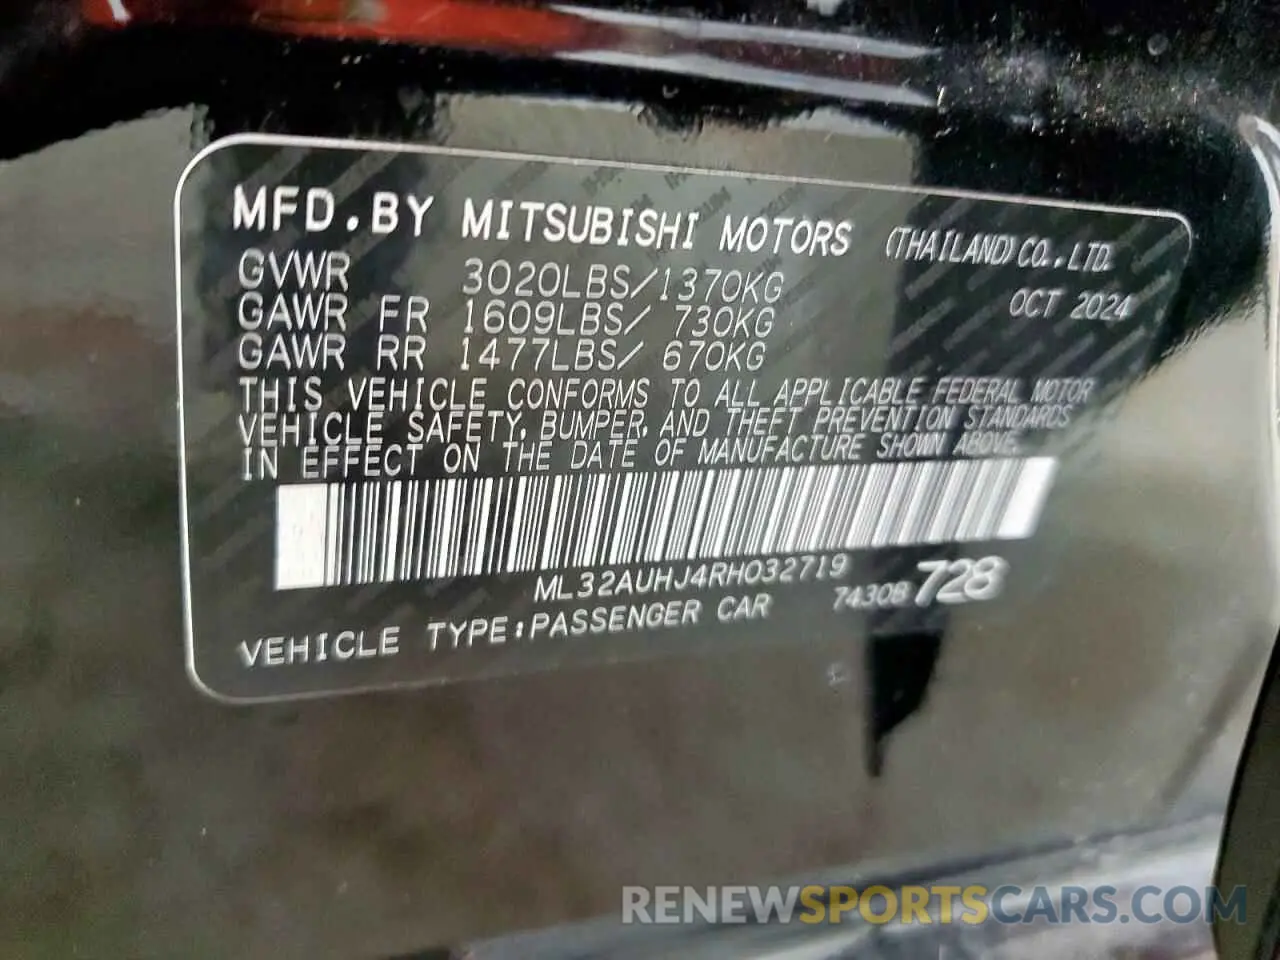 MFD.BY MITSUBISHI MOTORS (THAILAND)CO.,LTD.
GVWR 3020LBS/1370KG OCT 2024
GAWR FR 1609LBS/ 730KG
GAWR RR 1477LBS/ 670KG
THIS VEHICLE CONFORMS TO ALL APPLICABLE FEDERAL MOTOR
VEHICLE SAFETY, BUMPER, AND THEFT PREVENTION STANDARDS
IN EFFECT ON THE DATE OF MANUFACTURE SHOWN ABOVE.
ML32AUHJ4RH032719
7430B 728
VEHICLE TYPE:PASSENGER CAR
RENEWSPORTSCARS.COM